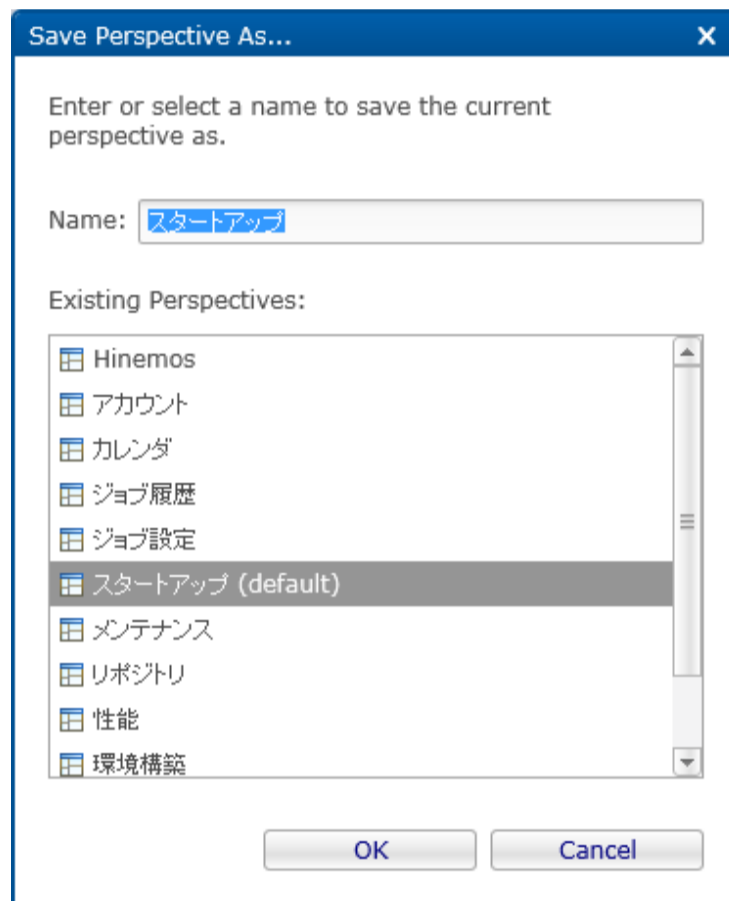 Save Perspective As...
Enter or select a name to save the current
perspective as.
Name: スタートアップ
Existing Perspectives:
Hinemos
アカウント
カレンダ
ジョブ履歴
ジョブ設定
スタートアップ (default)
メンテナンス
リポジトリ
性能
環境構築
OK Cancel